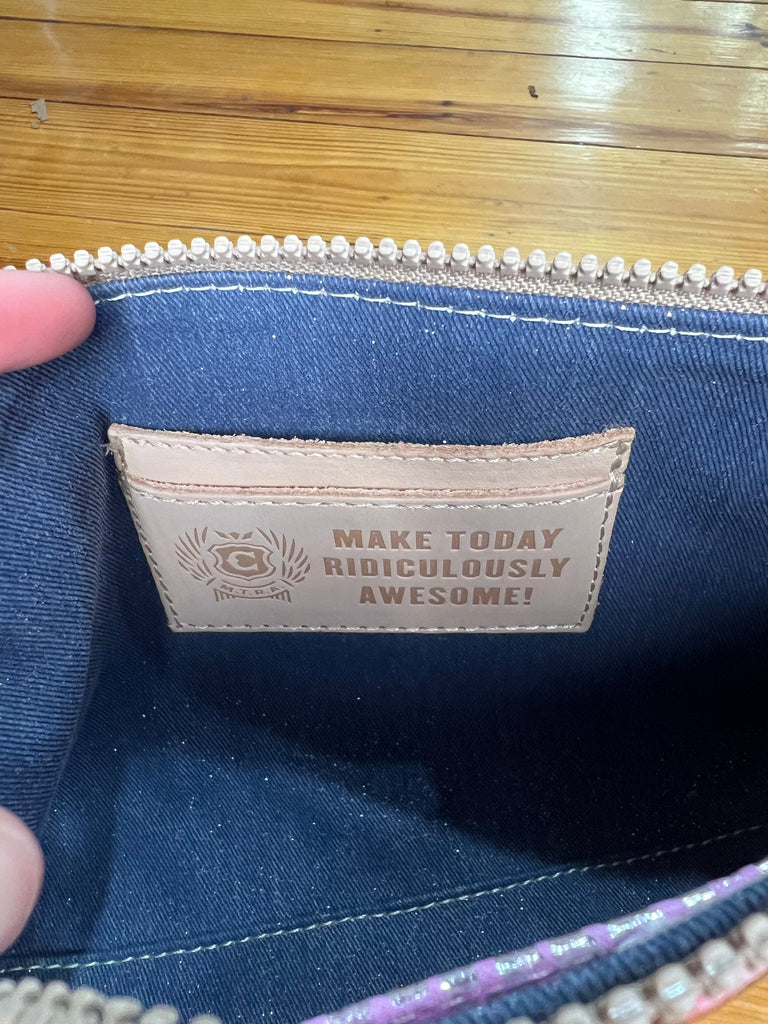 C
M.T.R.A
MAKE TODAY
RIDICULOUSLY
AWESOME!